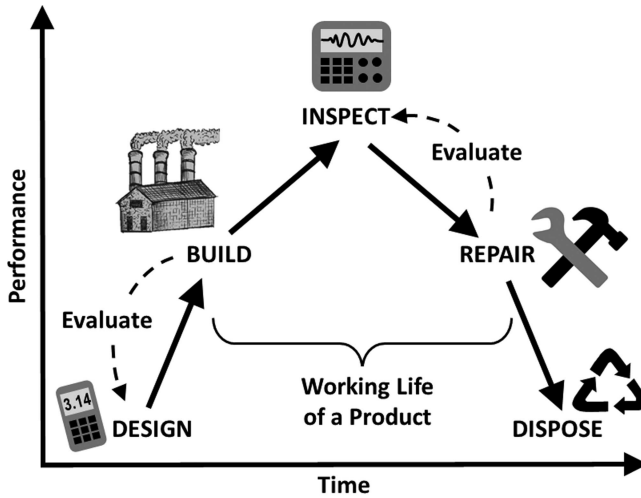 INSPECT
Evaluate
BUILD
REPAIR
Evaluate
Working Life
of a Product
3.14
DESIGN
DISPOSE
Performance
Time